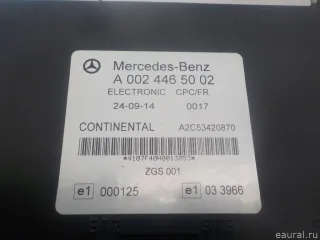 Mercedes-Benz
A 002 446 50 02
ELECTRONIC CPC/FR
24-09-14 0017
CONTINENTAL A2C53420870
*4107F4040013053*
ZGS 001
e1 000125 e1 03 3966
© eaural.ru